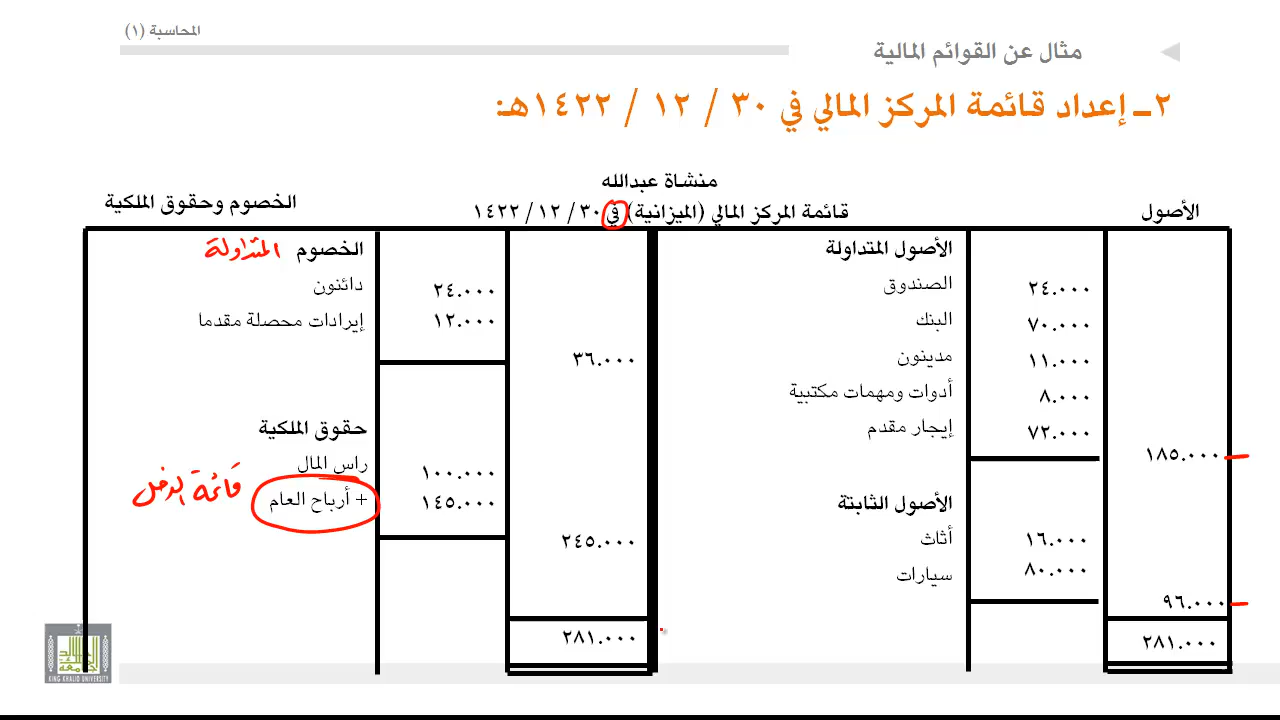 المحاسبة (١)
مثال عن القوائم المالية
٢ـ إعداد قائمة المركز المالي في ٣٠ / ١٢ / ١٤٢٢هـ:
منشاة عبدالله
الأصول
قائمة المركز المالي (الميزانية) في ٣٠ / ١٢ / ١٤٢٢
الخصوم وحقوق الملكية
الأصول المتداولة
٢٤.٠٠٠ الصندوق
٧٠.٠٠٠ البنك
١١.٠٠٠ مدينون
٨.٠٠٠ أدوات ومهمات مكتبية
٧٢.٠٠٠ إيجار مقدم
١٨٥.٠٠٠
الأصول الثابتة
١٦.٠٠٠ أثاث
٨٠.٠٠٠ سيارات
٩٦.٠٠٠
٢٨١.٠٠٠
الخصوم المتداولة
٢٤.٠٠٠ دائنون
١٢.٠٠٠ إيرادات محصلة مقدما
٣٦.٠٠٠
حقوق الملكية
١٠٠.٠٠٠ راس المال
١٤٥.٠٠٠ + أرباح العام
قائمة الدخل
٢٤٥.٠٠٠
٢٨١.٠٠٠
KING KHALID UNIVERSITY